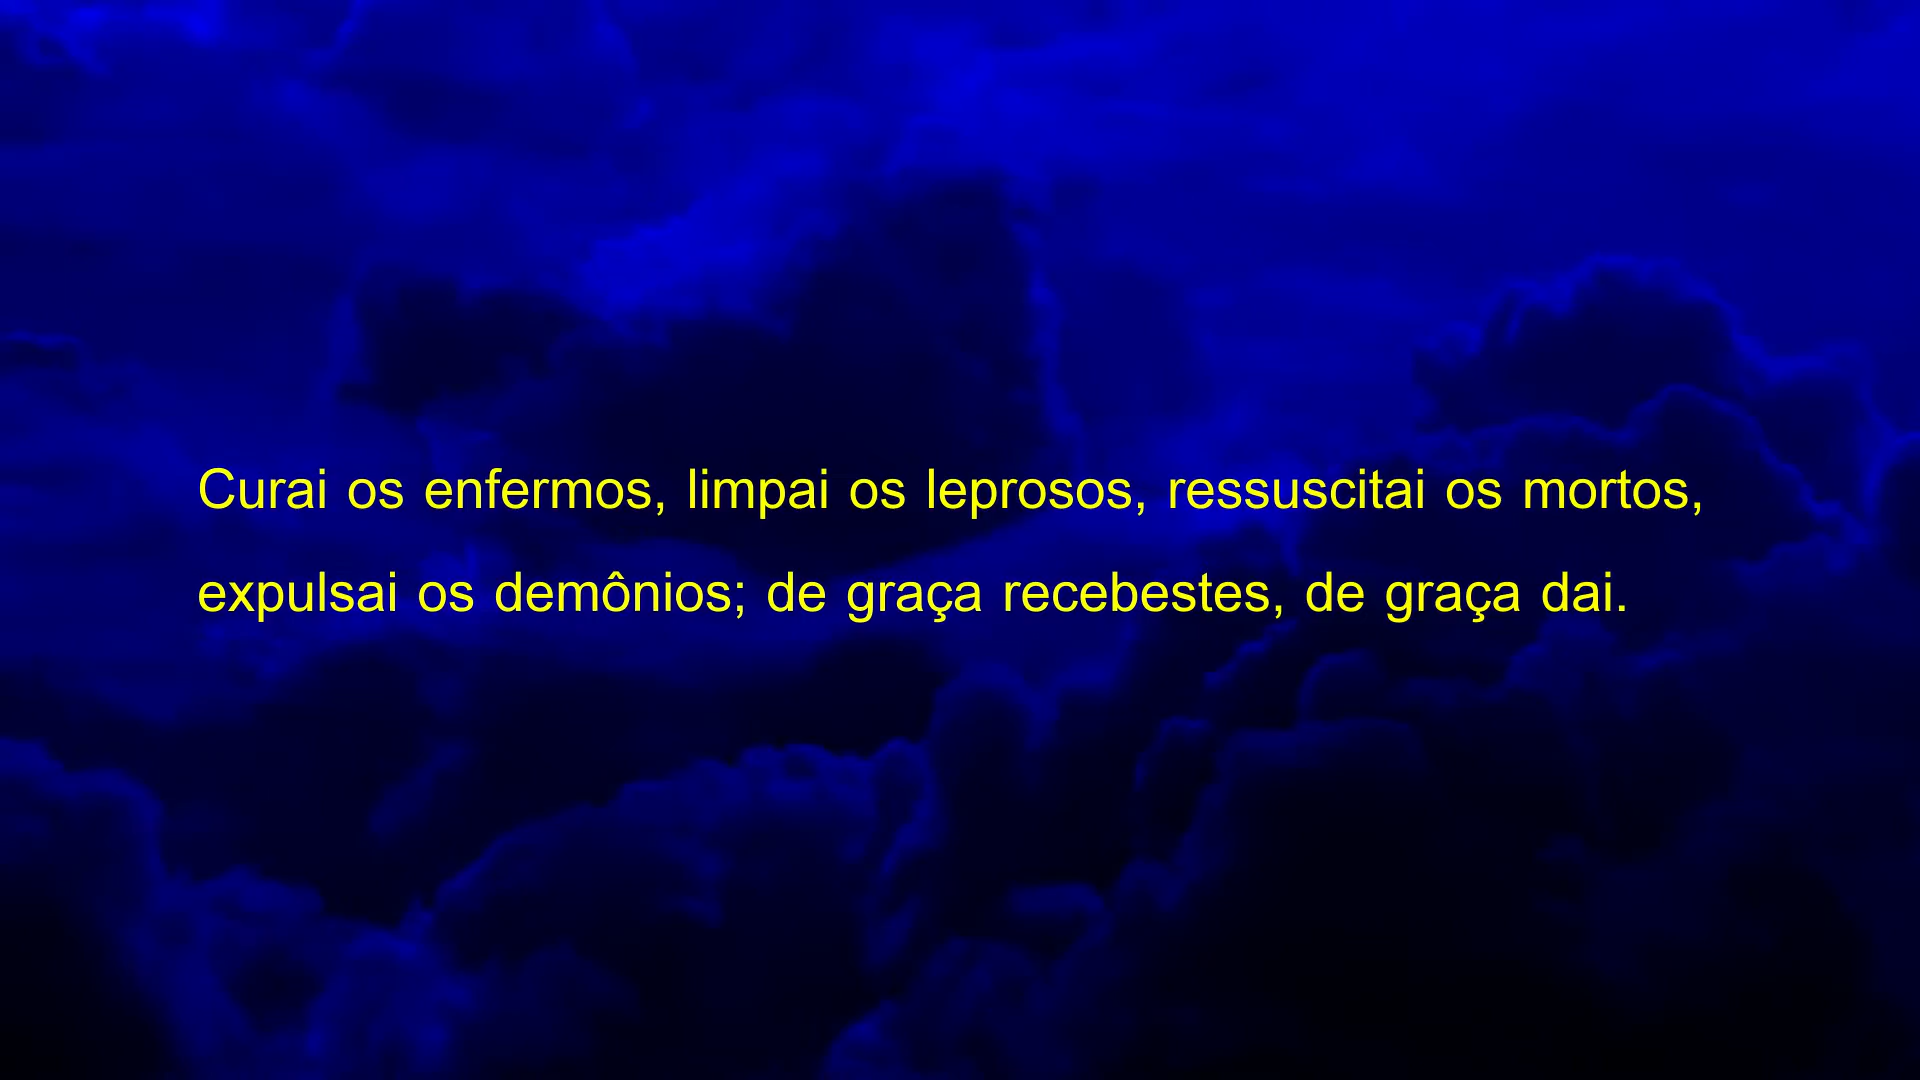 Curai os enfermos, limpai os leprosos, ressuscitai os mortos,
expulsai os demônios; de graça recebestes, de graça dai.